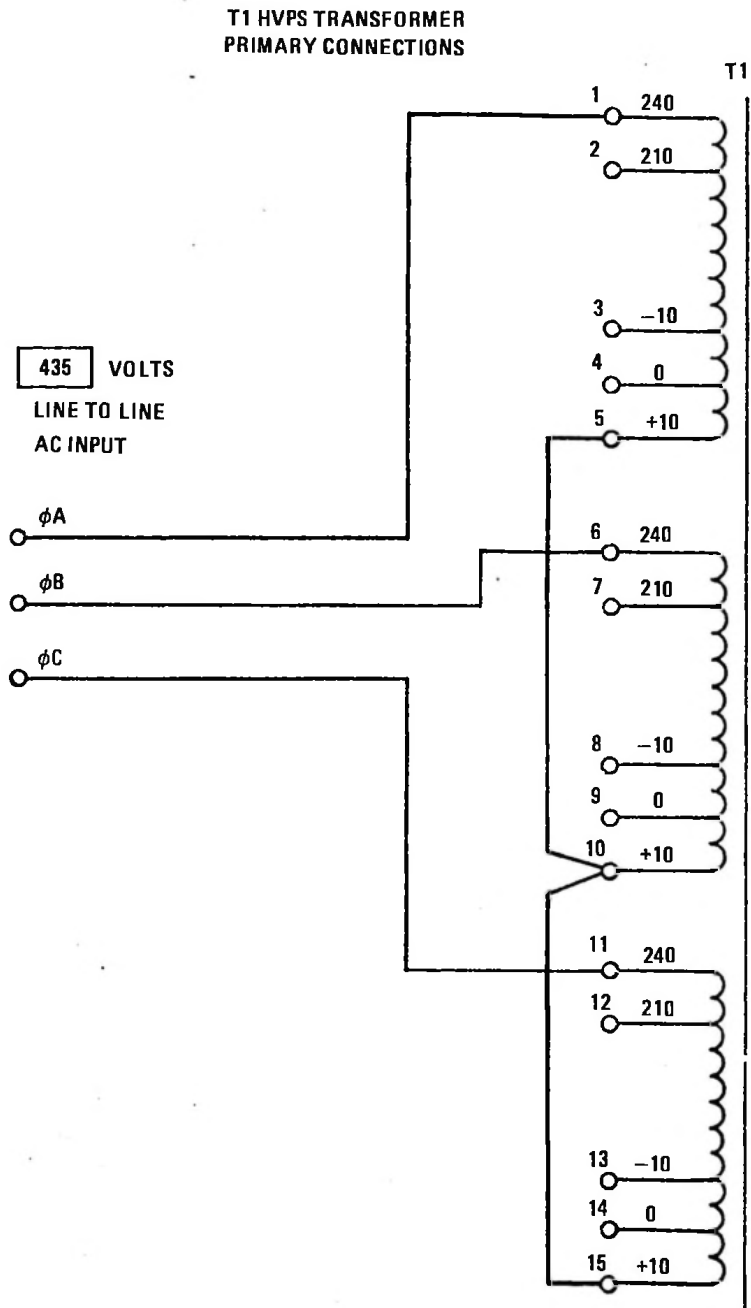 T1 HVPS TRANSFORMER
PRIMARY CONNECTIONS
T1
1 240
2 210
3 −10
4 0
5 +10
435 VOLTS
LINE TO LINE
AC INPUT
ϕA
ϕB
ϕC
6 240
7 210
8 −10
9 0
10 +10
11 240
12 210
13 −10
14 0
15 +10